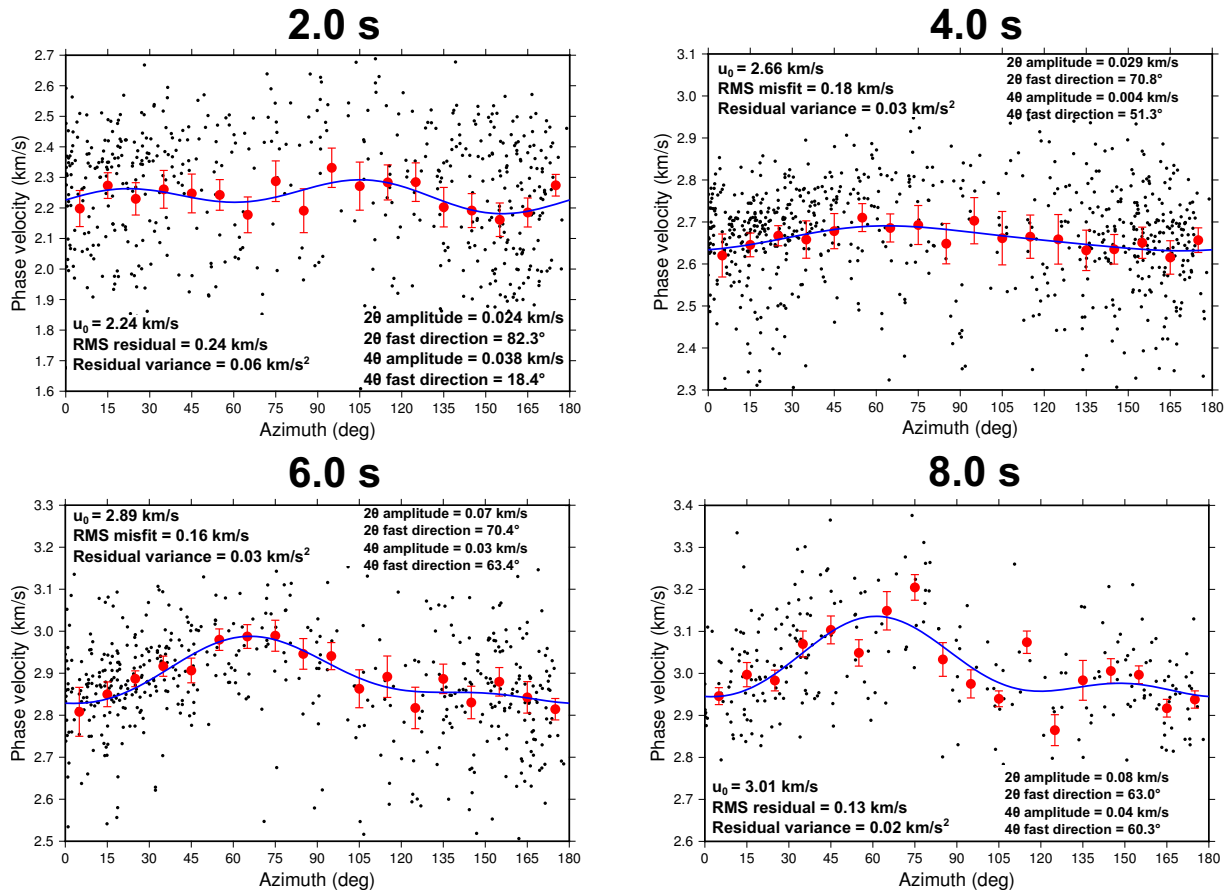 2.0 s
2.7
2.6
2.5
2.4
2.3
2.2
2.1
2.0
1.9
1.8
1.7
1.6
Phase velocity (km/s)
u0 = 2.24 km/s
RMS residual = 0.24 km/s
Residual variance = 0.06 km/s2
2θ amplitude = 0.024 km/s
2θ fast direction = 82.3°
4θ amplitude = 0.038 km/s
4θ fast direction = 18.4°
0 15 30 45 60 75 90 105 120 135 150 165 180
Azimuth (deg)
4.0 s
3.1
3.0
2.9
2.8
2.7
2.6
2.5
2.4
2.3
Phase velocity (km/s)
u0 = 2.66 km/s
RMS misfit = 0.18 km/s
Residual variance = 0.03 km/s2
2θ amplitude = 0.029 km/s
2θ fast direction = 70.8°
4θ amplitude = 0.004 km/s
4θ fast direction = 51.3°
0 15 30 45 60 75 90 105 120 135 150 165 180
Azimuth (deg)
6.0 s
3.3
3.2
3.1
3.0
2.9
2.8
2.7
2.6
2.5
Phase velocity (km/s)
u0 = 2.89 km/s
RMS misfit = 0.16 km/s
Residual variance = 0.03 km/s2
2θ amplitude = 0.07 km/s
2θ fast direction = 70.4°
4θ amplitude = 0.03 km/s
4θ fast direction = 63.4°
0 15 30 45 60 75 90 105 120 135 150 165 180
Azimuth (deg)
8.0 s
3.4
3.3
3.2
3.1
3.0
2.9
2.8
2.7
2.6
Phase velocity (km/s)
u0 = 3.01 km/s
RMS residual = 0.13 km/s
Residual variance = 0.02 km/s2
2θ amplitude = 0.08 km/s
2θ fast direction = 63.0°
4θ amplitude = 0.04 km/s
4θ fast direction = 60.3°
0 15 30 45 60 75 90 105 120 135 150 165 180
Azimuth (deg)